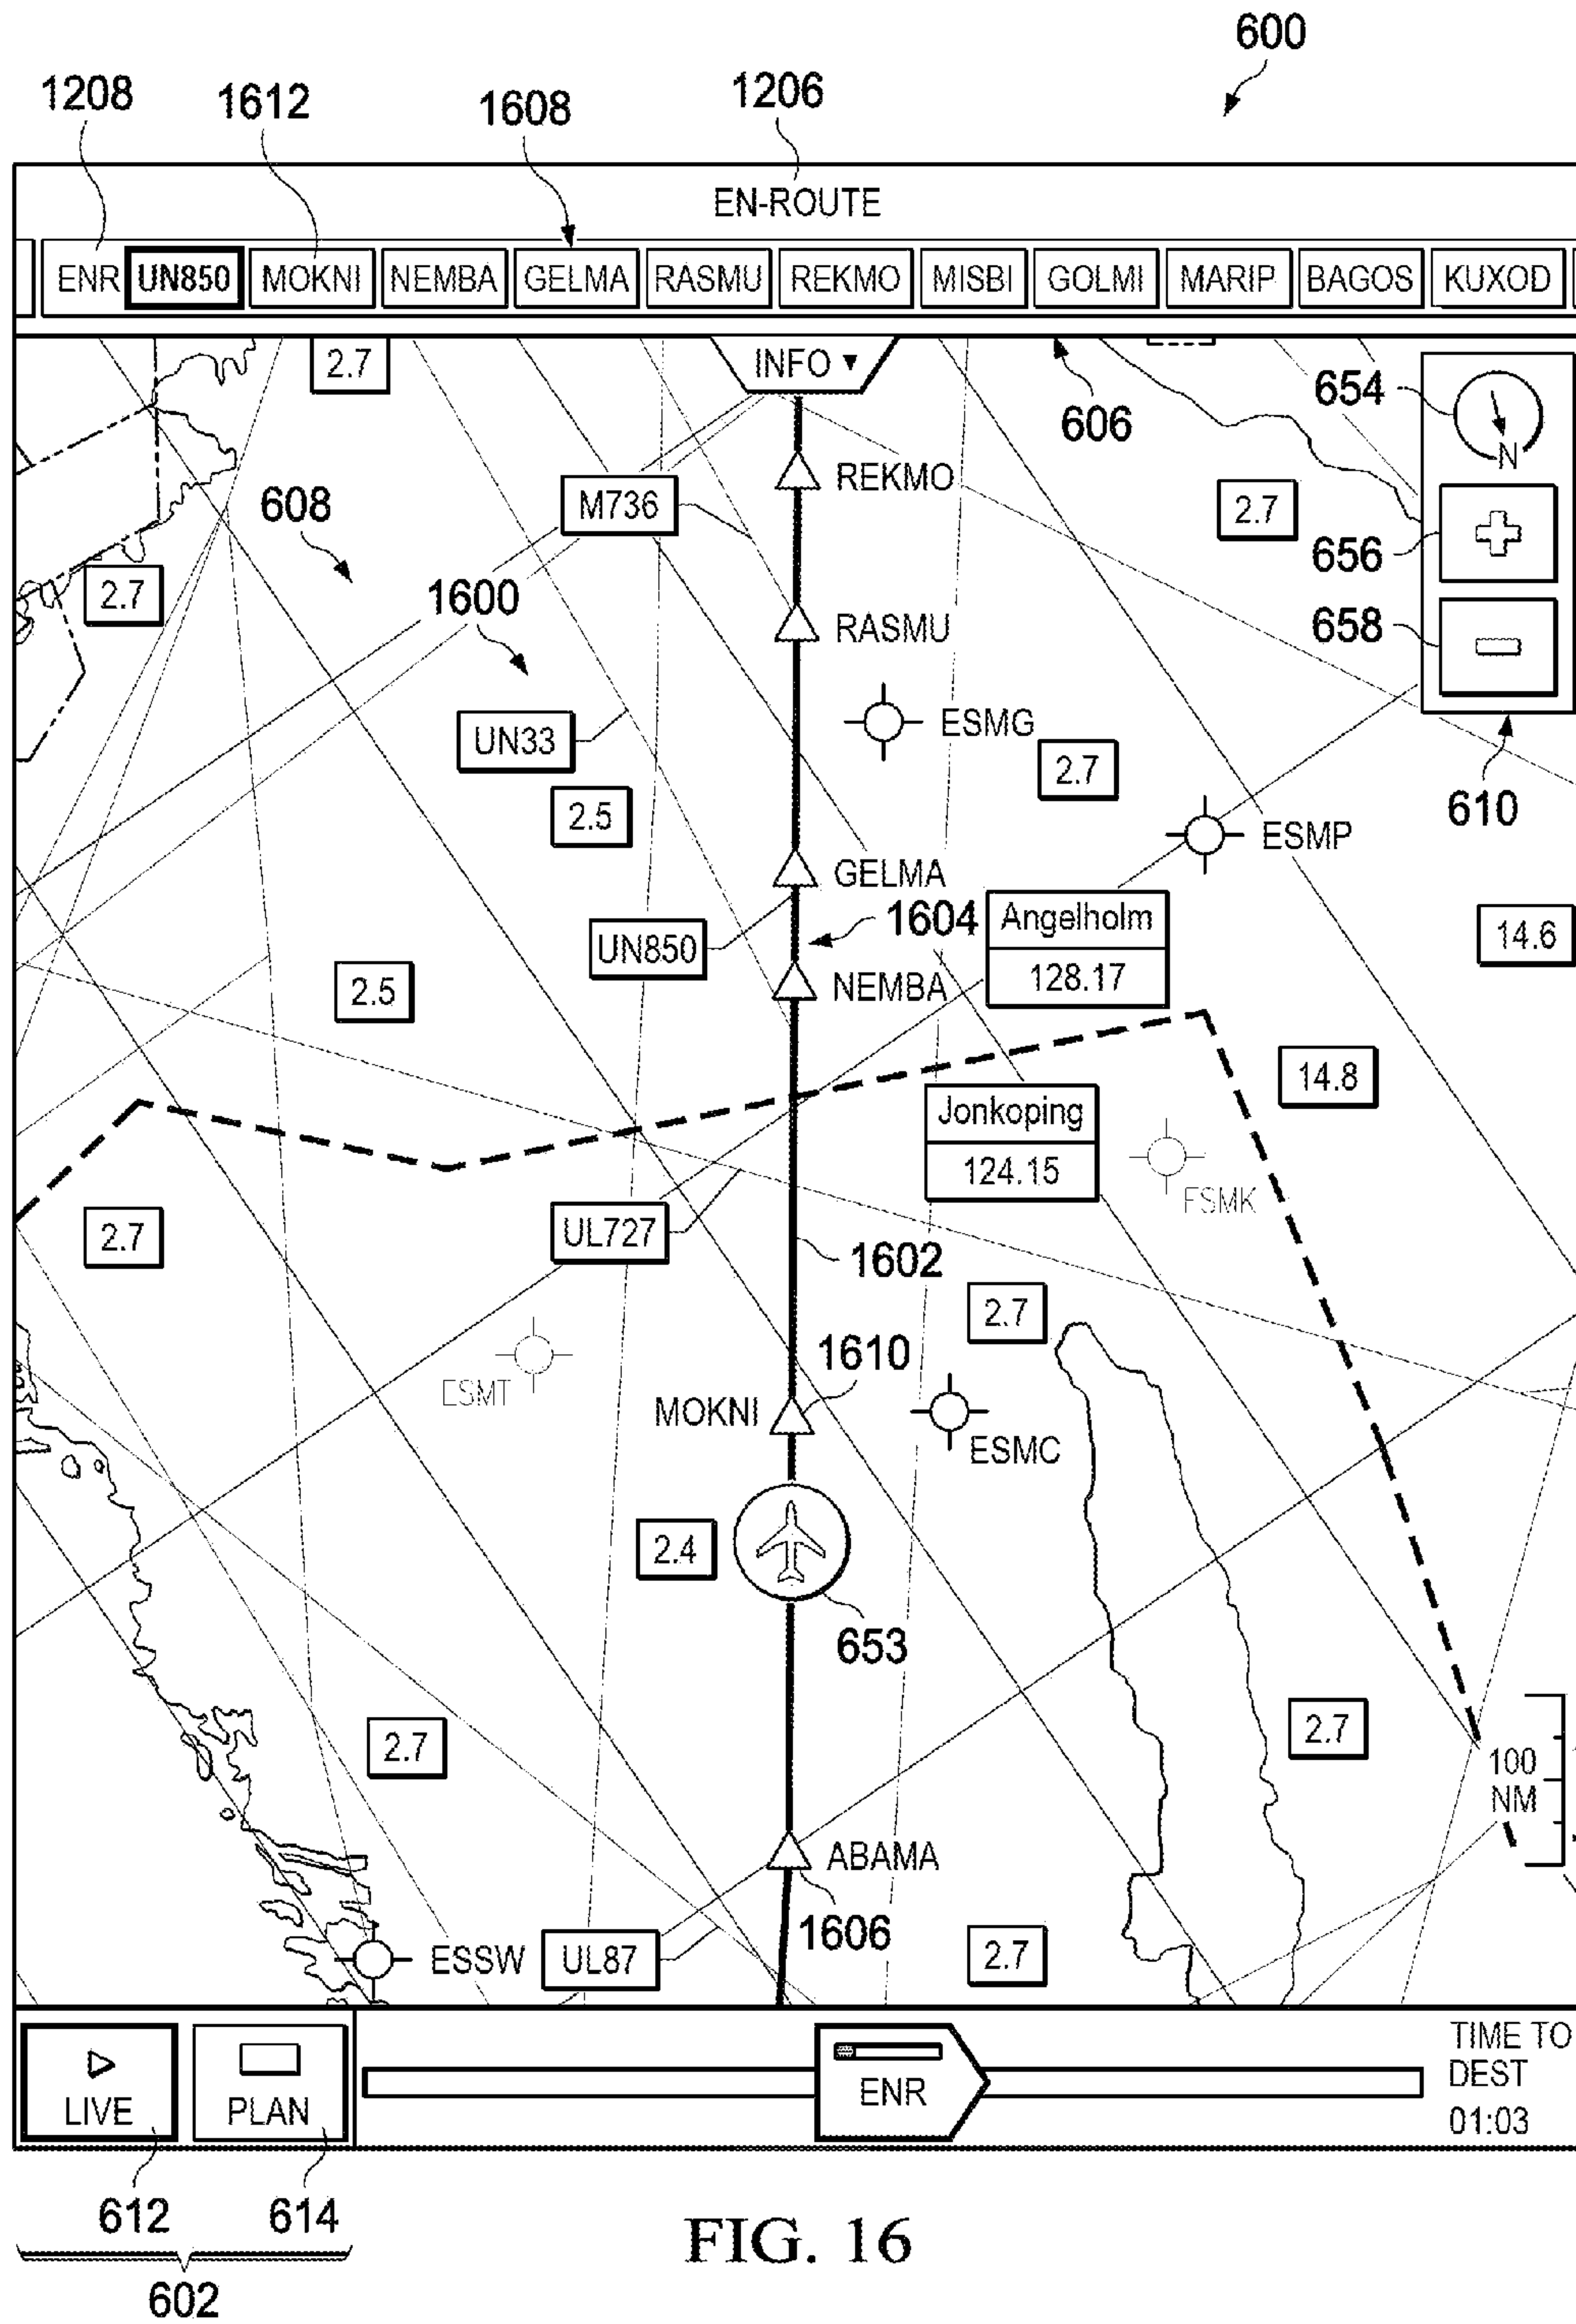 600
1208
1612
1608
1206
EN-ROUTE
ENR UN850 MOKNI NEMBA GELMA RASMU REKMO MISBI GOLMI MARIP BAGOS KUXOD
2.7
INFO ▼
654
606
N
REKMO
M736
2.7
608
656
2.7
1600
RASMU
658
UN33
ESMG
2.7
2.5
610
ESMP
GELMA
1604
Angelholm
128.17
UN850
14.6
2.5
NEMBA
14.8
Jonkoping
124.15
ESMK
2.7
UL727
1602
2.7
1610
ESMT
MOKNI
ESMC
2.4
653
2.7
2.7
100
NM
ABAMA
1606
ESSW
UL87
2.7
LIVE
PLAN
ENR
TIME TO
DEST
01:03
612
614
602
FIG. 16